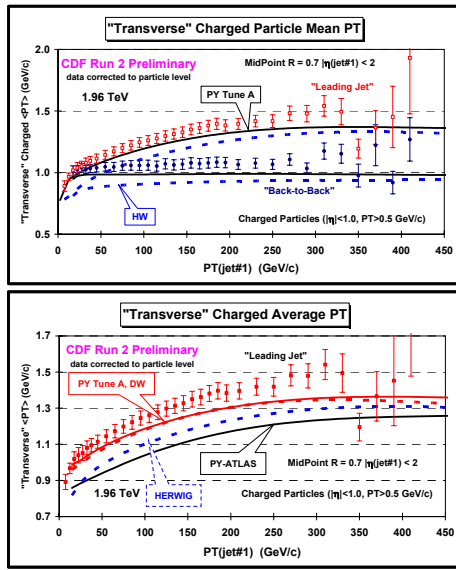 "Transverse" Charged Particle Mean PT
2.0
1.5
1.0
0.5
"Transverse" Charged <PT> (GeV/c)
CDF Run 2 Preliminary
data corrected to particle level
MidPoint R = 0.7 |η(jet#1) < 2
1.96 TeV
PY Tune A
"Leading Jet"
"Back-to-Back"
HW
Charged Particles (|η|<1.0, PT>0.5 GeV/c)
0 50 100 150 200 250 300 350 400 450
PT(jet#1) (GeV/c)
"Transverse" Charged Average PT
1.7
1.5
1.3
1.1
0.9
0.7
"Transverse" <PT> (GeV/c)
CDF Run 2 Preliminary
data corrected to particle level
"Leading Jet"
PY Tune A, DW
PY-ATLAS
MidPoint R = 0.7 |η(jet#1) < 2
1.96 TeV
HERWIG
Charged Particles (|η|<1.0, PT>0.5 GeV/c)
0 50 100 150 200 250 300 350 400 450
PT(jet#1) (GeV/c)